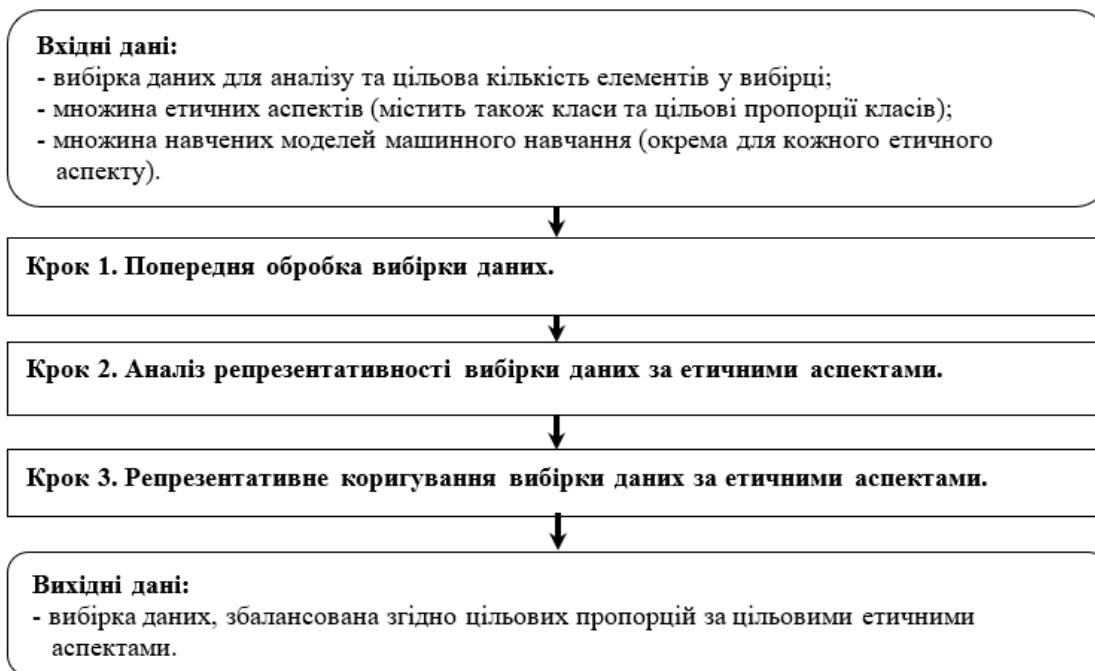 Вхідні дані:
- вибірка даних для аналізу та цільова кількість елементів у вибірці;
- множина етичних аспектів (містить також класи та цільові пропорції класів);
- множина навчених моделей машинного навчання (окрема для кожного етичного
аспекту).
Крок 1. Попередня обробка вибірки даних.
Крок 2. Аналіз репрезентативності вибірки даних за етичними аспектами.
Крок 3. Репрезентативне коригування вибірки даних за етичними аспектами.
Вихідні дані:
- вибірка даних, збалансована згідно цільових пропорцій за цільовими етичними
аспектами.